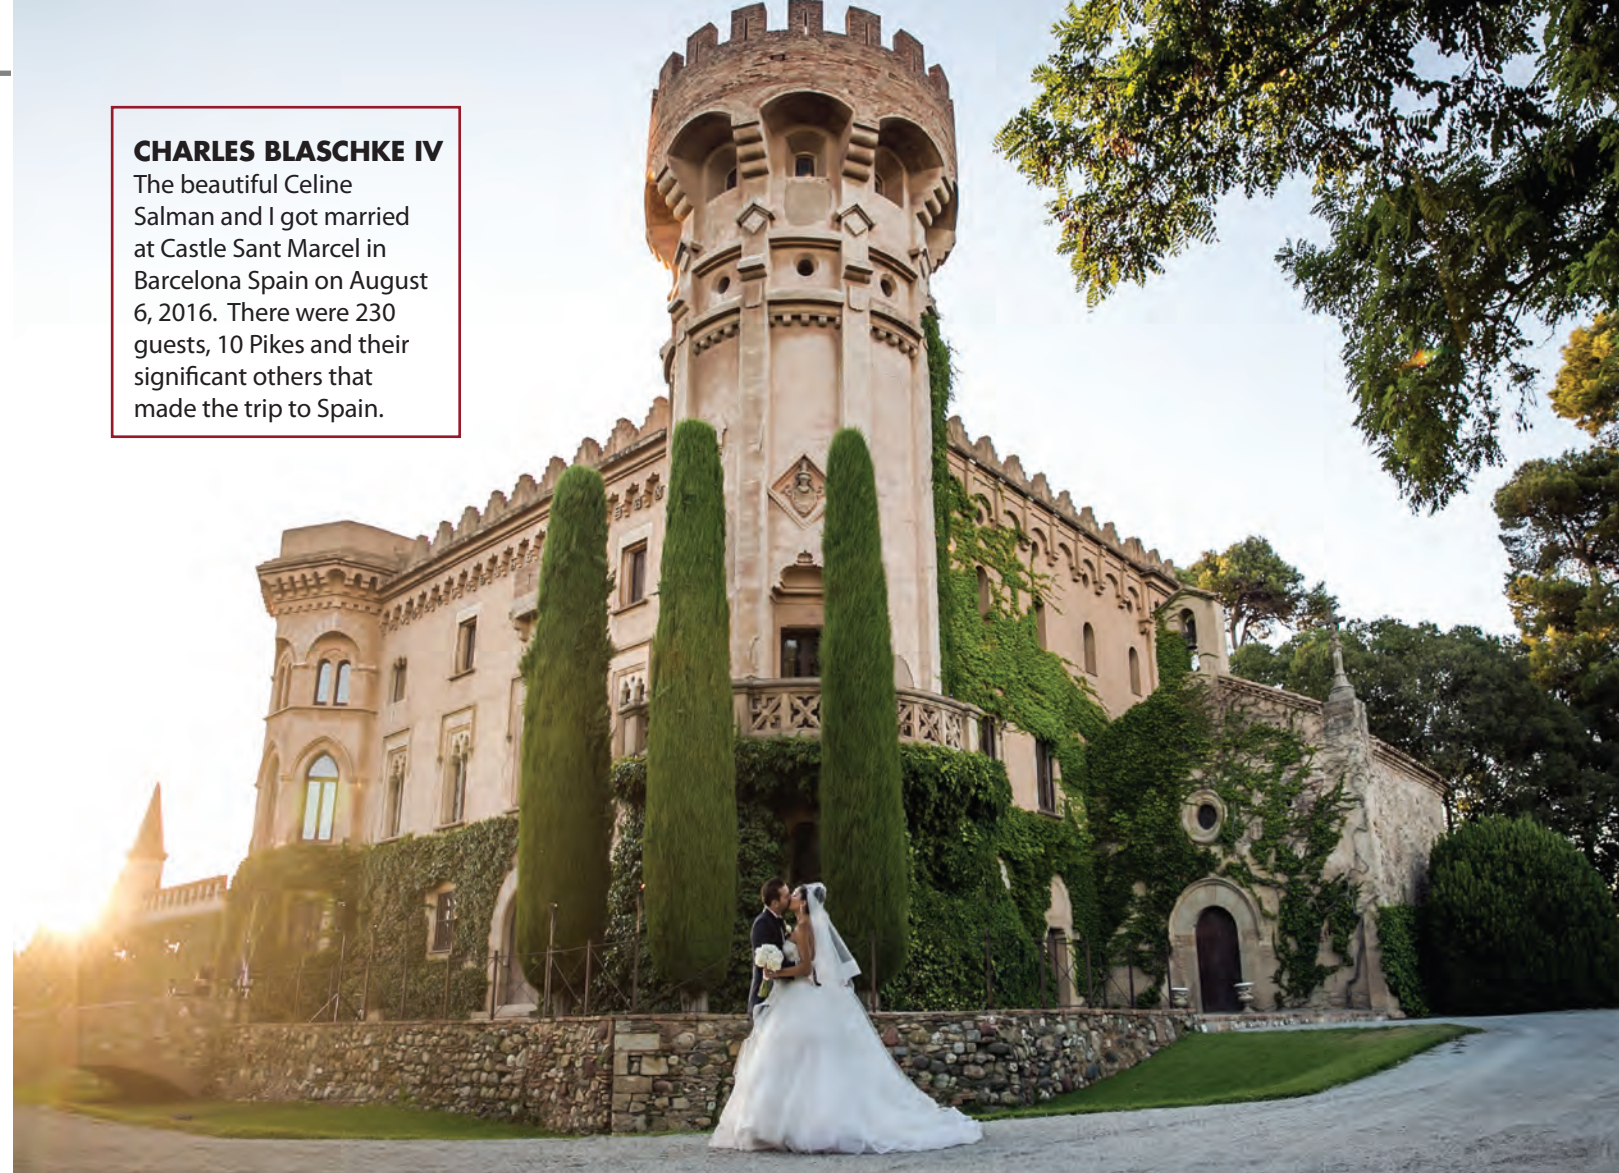 CHARLES BLASCHKE IV
The beautiful Celine
Salman and I got married
at Castle Sant Marcel in
Barcelona Spain on August
6, 2016.  There were 230
guests, 10 Pikes and their
significant others that
made the trip to Spain.